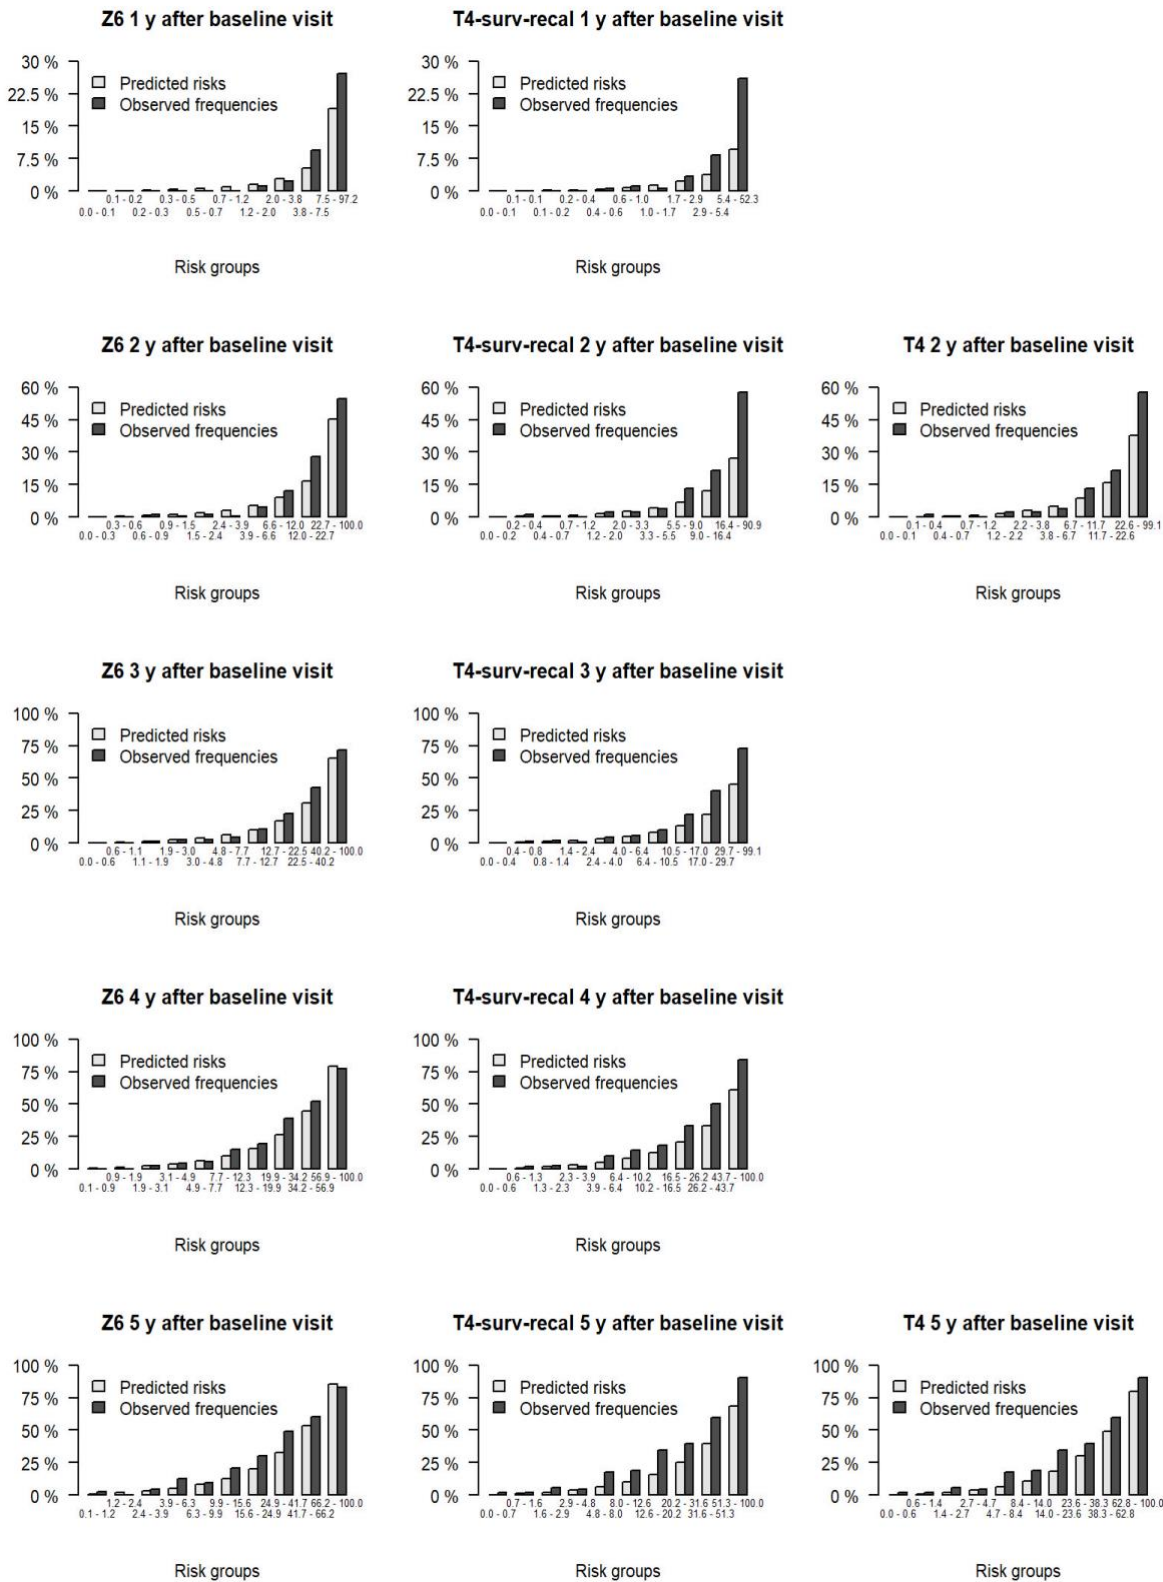 Z6 1 y after baseline visit
30 %
22.5 %
15 %
7.5 %
0 %
Predicted risks
Observed frequencies
0.1 - 0.2 0.3 - 0.5 0.7 - 1.2 2.0 - 3.8 7.5 - 97.2
0.0 - 0.1 0.2 - 0.3 0.5 - 0.7 1.2 - 2.0 3.8 - 7.5
Risk groups
T4-surv-recal 1 y after baseline visit
30 %
22.5 %
15 %
7.5 %
0 %
Predicted risks
Observed frequencies
0.1 - 0.1 0.2 - 0.4 0.6 - 1.0 1.7 - 2.9 5.4 - 52.3
0.0 - 0.1 0.1 - 0.2 0.4 - 0.6 1.0 - 1.7 2.9 - 5.4
Risk groups
Z6 2 y after baseline visit
60 %
45 %
30 %
15 %
0 %
Predicted risks
Observed frequencies
0.3 - 0.6 0.9 - 1.5 2.4 - 3.9 6.6 - 12.0 22.7 - 100.0
0.0 - 0.3 0.6 - 0.9 1.5 - 2.4 3.9 - 6.6 12.0 - 22.7
Risk groups
T4-surv-recal 2 y after baseline visit
60 %
45 %
30 %
15 %
0 %
Predicted risks
Observed frequencies
0.2 - 0.4 0.7 - 1.2 2.0 - 3.3 5.5 - 9.0 16.4 - 90.9
0.0 - 0.2 0.4 - 0.7 1.2 - 2.0 3.3 - 5.5 9.0 - 16.4
Risk groups
T4 2 y after baseline visit
60 %
45 %
30 %
15 %
0 %
Predicted risks
Observed frequencies
0.1 - 0.4 0.7 - 1.2 2.2 - 3.8 6.7 - 11.7 22.6 - 99.1
0.0 - 0.1 0.4 - 0.7 1.2 - 2.2 3.8 - 6.7 11.7 - 22.6
Risk groups
Z6 3 y after baseline visit
100 %
75 %
50 %
25 %
0 %
Predicted risks
Observed frequencies
0.6 - 1.1 1.9 - 3.0 4.8 - 7.7 12.7 - 22.5 40.2 - 100.0
0.0 - 0.6 1.1 - 1.9 3.0 - 4.8 7.7 - 12.7 22.5 - 40.2
Risk groups
T4-surv-recal 3 y after baseline visit
100 %
75 %
50 %
25 %
0 %
Predicted risks
Observed frequencies
0.4 - 0.8 1.4 - 2.4 4.0 - 6.4 10.5 - 17.0 29.7 - 99.1
0.0 - 0.4 0.8 - 1.4 2.4 - 4.0 6.4 - 10.5 17.0 - 29.7
Risk groups
Z6 4 y after baseline visit
100 %
75 %
50 %
25 %
0 %
Predicted risks
Observed frequencies
0.9 - 1.9 3.1 - 4.9 7.7 - 12.3 19.9 - 34.2 56.9 - 100.0
0.1 - 0.9 1.9 - 3.1 4.9 - 7.7 12.3 - 19.9 34.2 - 56.9
Risk groups
T4-surv-recal 4 y after baseline visit
100 %
75 %
50 %
25 %
0 %
Predicted risks
Observed frequencies
0.6 - 1.3 2.3 - 3.9 6.4 - 10.2 16.5 - 26.2 43.7 - 100.0
0.0 - 0.6 1.3 - 2.3 3.9 - 6.4 10.2 - 16.5 26.2 - 43.7
Risk groups
Z6 5 y after baseline visit
100 %
75 %
50 %
25 %
0 %
Predicted risks
Observed frequencies
1.2 - 2.4 3.9 - 6.3 9.9 - 15.6 24.9 - 41.7 66.2 - 100.0
0.1 - 1.2 2.4 - 3.9 6.3 - 9.9 15.6 - 24.9 41.7 - 66.2
Risk groups
T4-surv-recal 5 y after baseline visit
100 %
75 %
50 %
25 %
0 %
Predicted risks
Observed frequencies
0.7 - 1.6 2.9 - 4.8 8.0 - 12.6 20.2 - 31.6 51.3 - 100.0
0.0 - 0.7 1.6 - 2.9 4.8 - 8.0 12.6 - 20.2 31.6 - 51.3
Risk groups
T4 5 y after baseline visit
100 %
75 %
50 %
25 %
0 %
Predicted risks
Observed frequencies
0.6 - 1.4 2.7 - 4.7 8.4 - 14.0 23.6 - 38.3 62.8 - 100.0
0.0 - 0.6 1.4 - 2.7 4.7 - 8.4 14.0 - 23.6 38.3 - 62.8
Risk groups